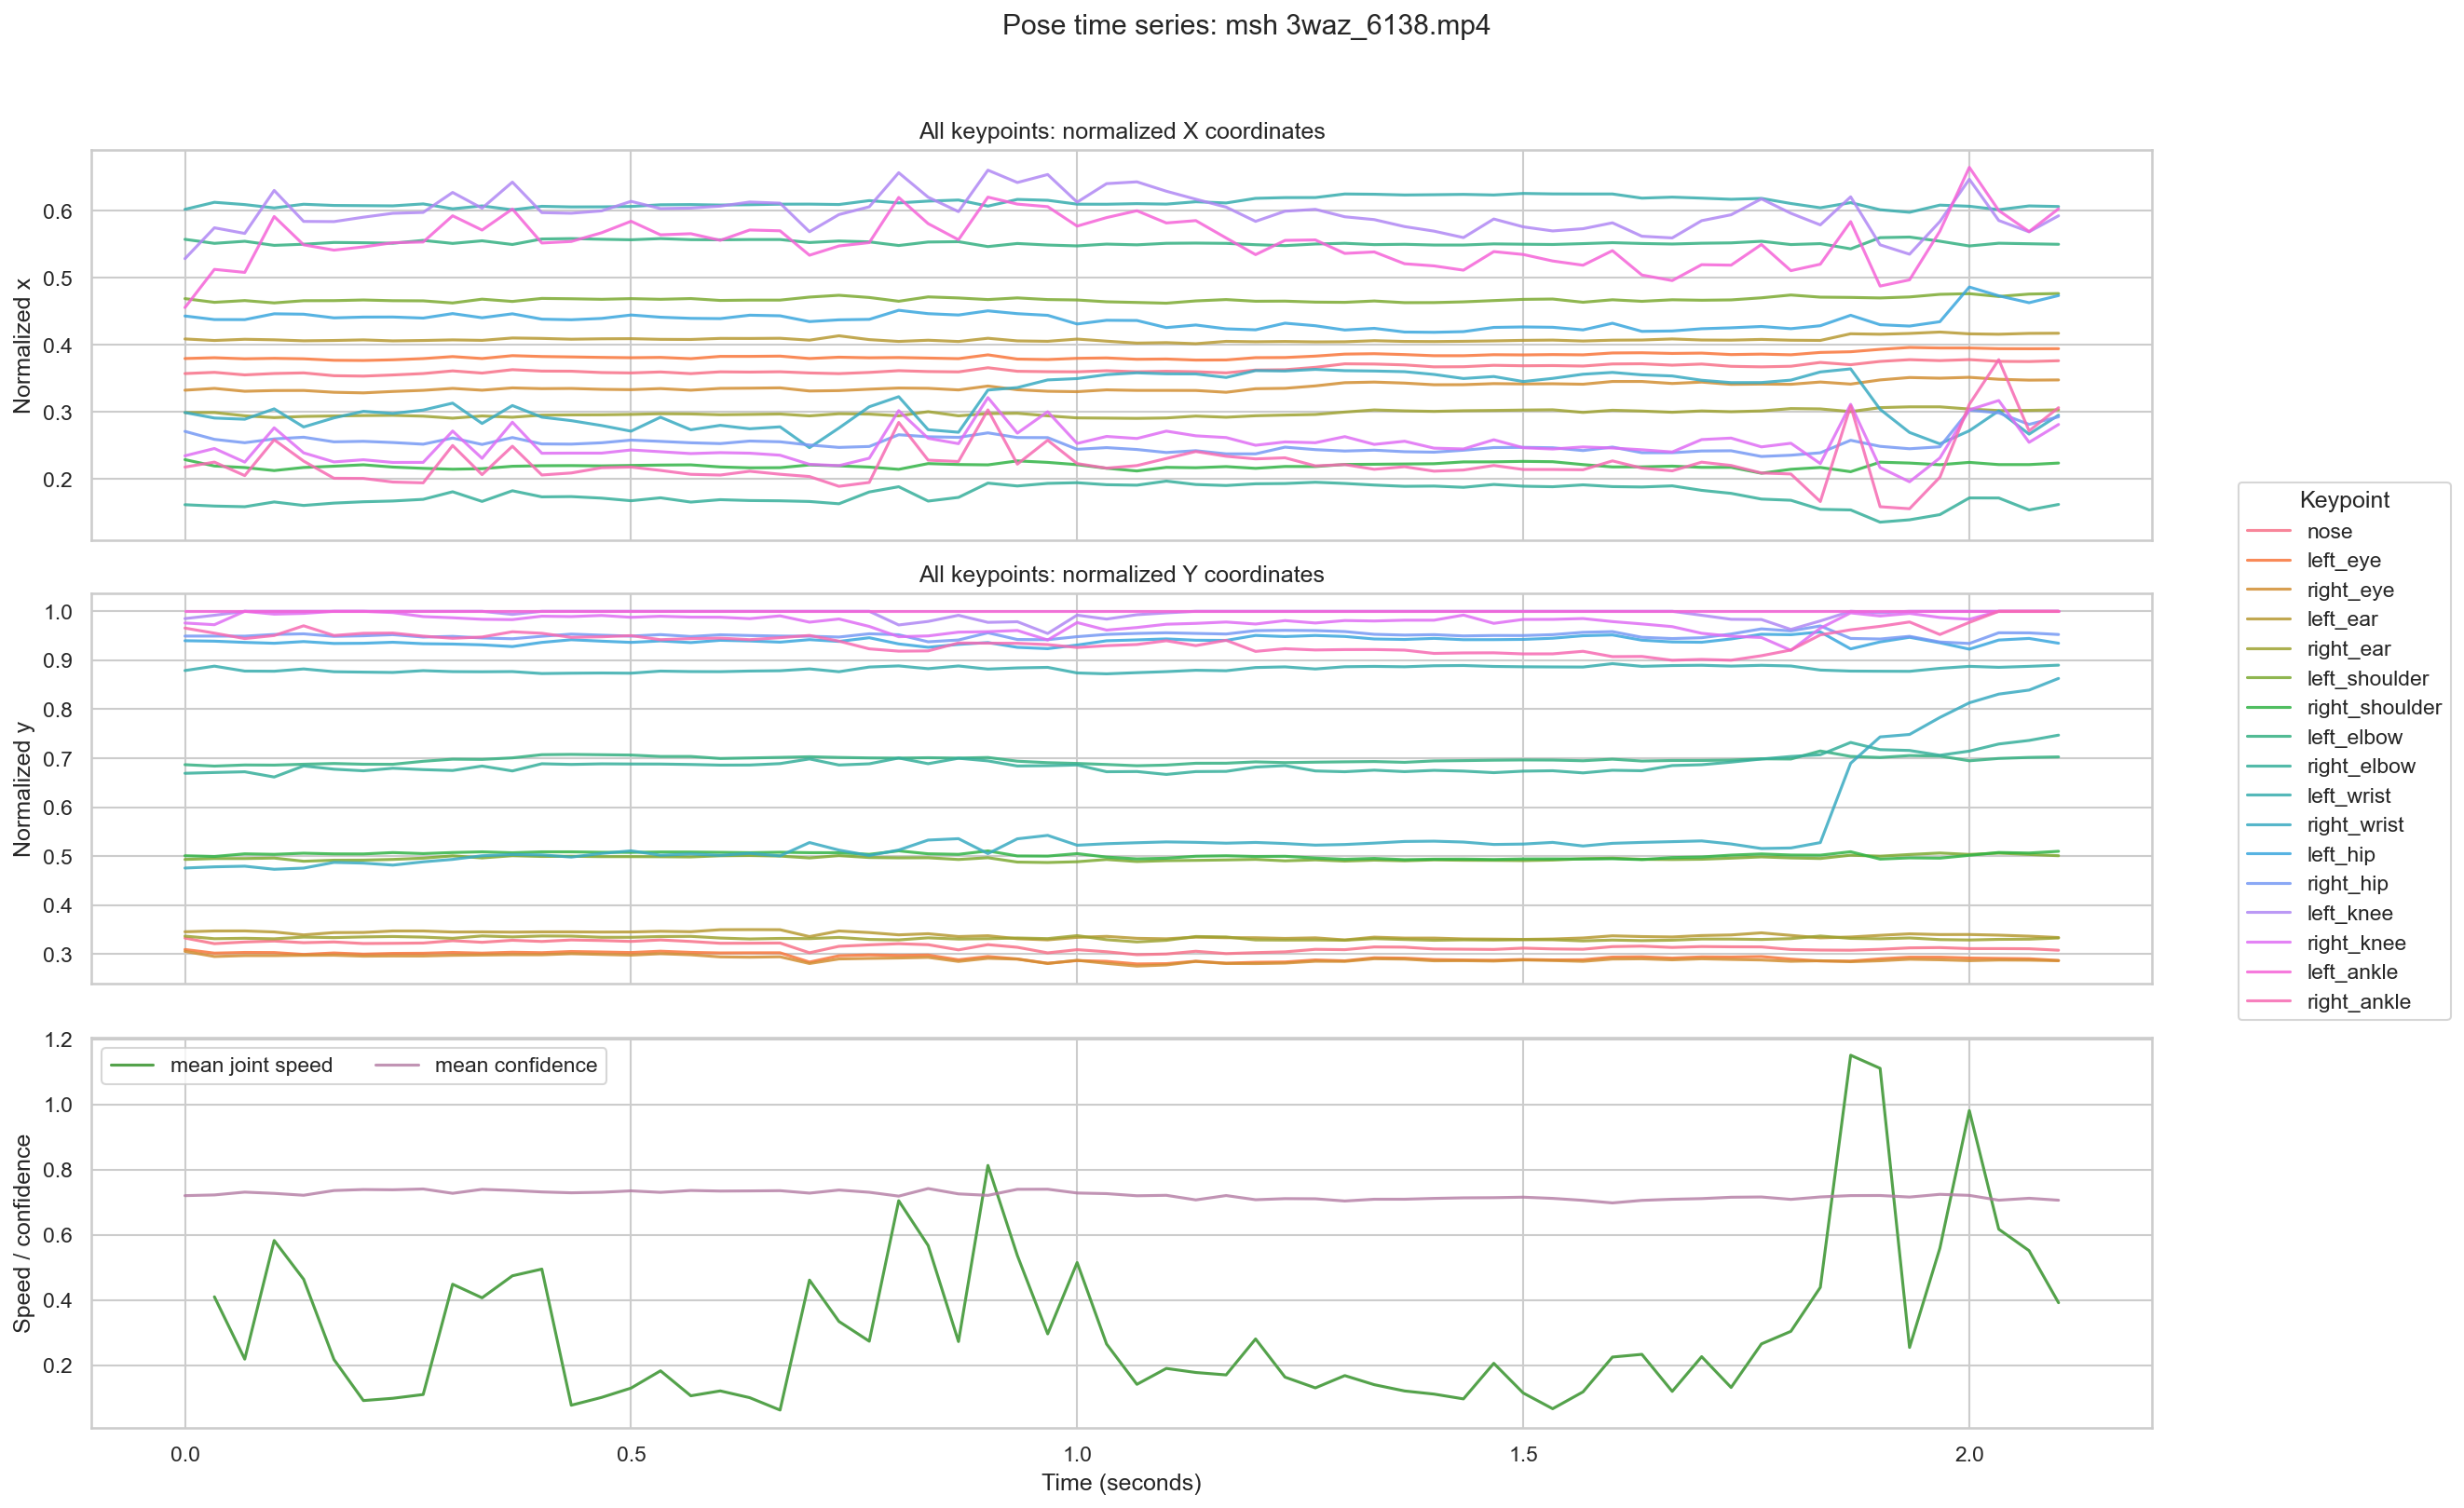 Pose time series: msh 3waz_6138.mp4
All keypoints: normalized X coordinates
Normalized x
0.6
0.5
0.4
0.3
0.2
All keypoints: normalized Y coordinates
Normalized y
1.0
0.9
0.8
0.7
0.6
0.5
0.4
0.3
Keypoint
nose
left_eye
right_eye
left_ear
right_ear
left_shoulder
right_shoulder
left_elbow
right_elbow
left_wrist
right_wrist
left_hip
right_hip
left_knee
right_knee
left_ankle
right_ankle
mean joint speed mean confidence
Speed / confidence
1.2
1.0
0.8
0.6
0.4
0.2
0.0 0.5 1.0 1.5 2.0
Time (seconds)